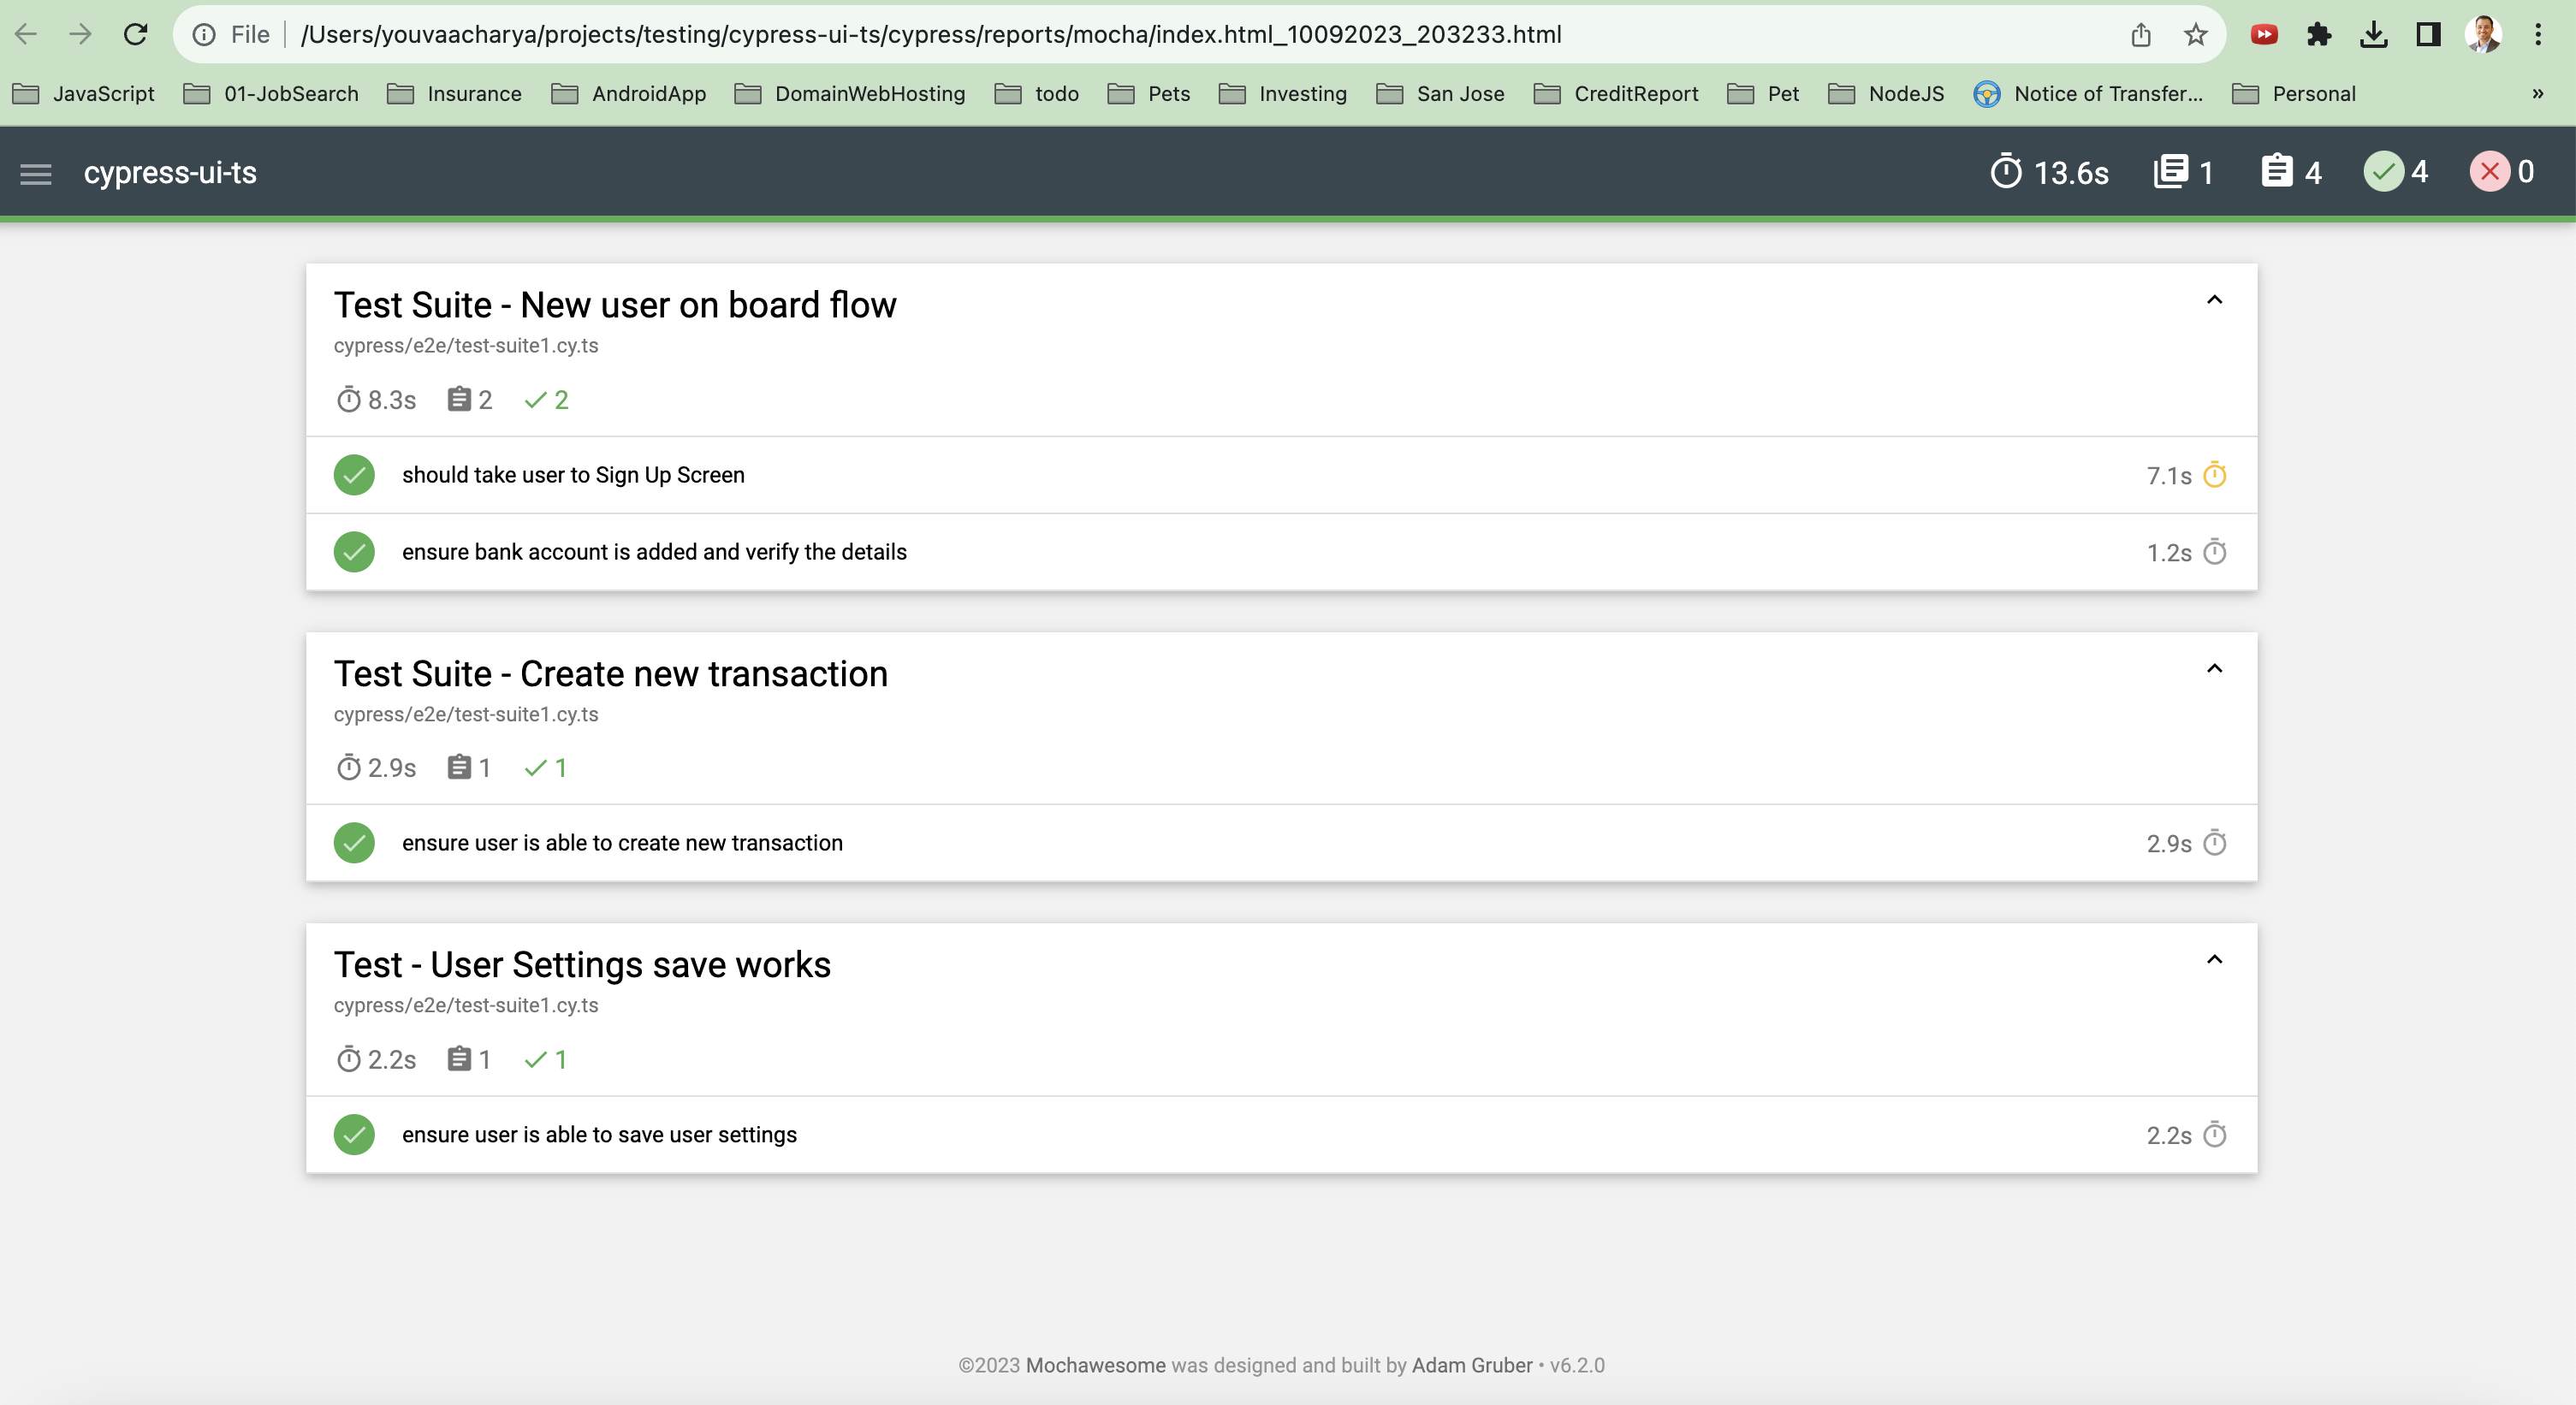 File /Users/youvaacharya/projects/testing/cypress-ui-ts/cypress/reports/mocha/index.html_10092023_203233.html
JavaScript 01-JobSearch Insurance AndroidApp DomainWebHosting todo Pets Investing San Jose CreditReport Pet NodeJS Notice of Transfer... Personal »
cypress-ui-ts 13.6s 1 4 4 0
Test Suite - New user on board flow
cypress/e2e/test-suite1.cy.ts
8.3s 2 2
should take user to Sign Up Screen 7.1s
ensure bank account is added and verify the details 1.2s
Test Suite - Create new transaction
cypress/e2e/test-suite1.cy.ts
2.9s 1 1
ensure user is able to create new transaction 2.9s
Test - User Settings save works
cypress/e2e/test-suite1.cy.ts
2.2s 1 1
ensure user is able to save user settings 2.2s
©2023 Mochawesome was designed and built by Adam Gruber • v6.2.0